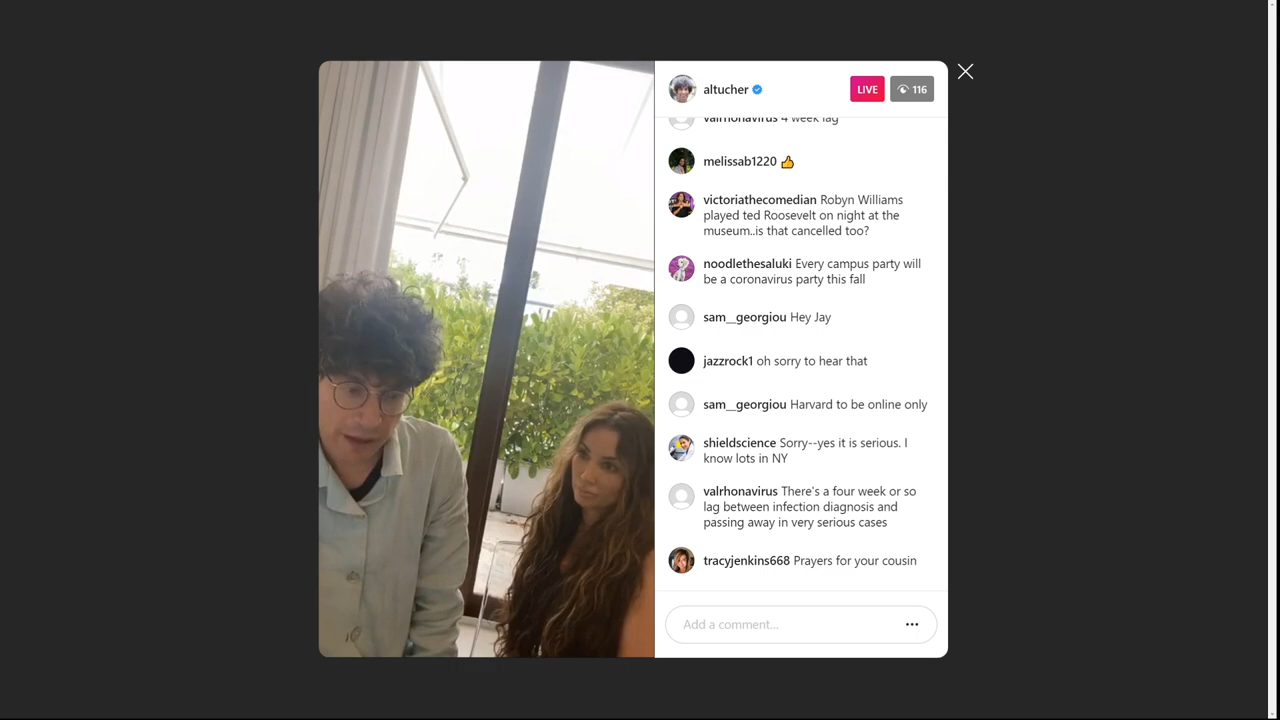 altucher
LIVE
116
valrhonavirus 4 week lag
melissab1220 👍
victoriathecomedian Robyn Williams
played ted Roosevelt on night at the
museum..is that cancelled too?
noodlethesaluki Every campus party will
be a coronavirus party this fall
sam__georgiou Hey Jay
jazzrock1 oh sorry to hear that
sam__georgiou Harvard to be online only
shieldscience Sorry--yes it is serious. I
know lots in NY
valrhonavirus There's a four week or so
lag between infection diagnosis and
passing away in very serious cases
tracyjenkins668 Prayers for your cousin
Add a comment...